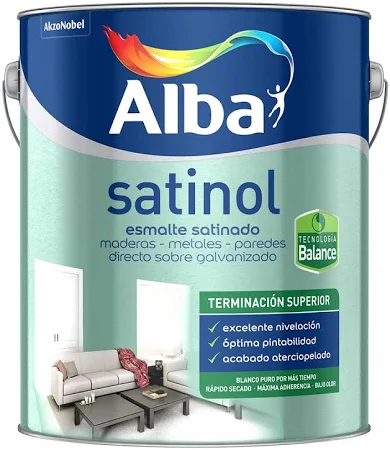 AkzoNobel
Alba
satinol
esmalte satinado
maderas - metales - paredes
directo sobre galvanizado
TECNOLOGÍA
Balance
TERMINACIÓN SUPERIOR
excelente nivelación
óptima pintabilidad
acabado aterciopelado
BLANCO PURO POR MÁS TIEMPO
RÁPIDO SECADO - MÁXIMA ADHERENCIA - BAJO OLOR